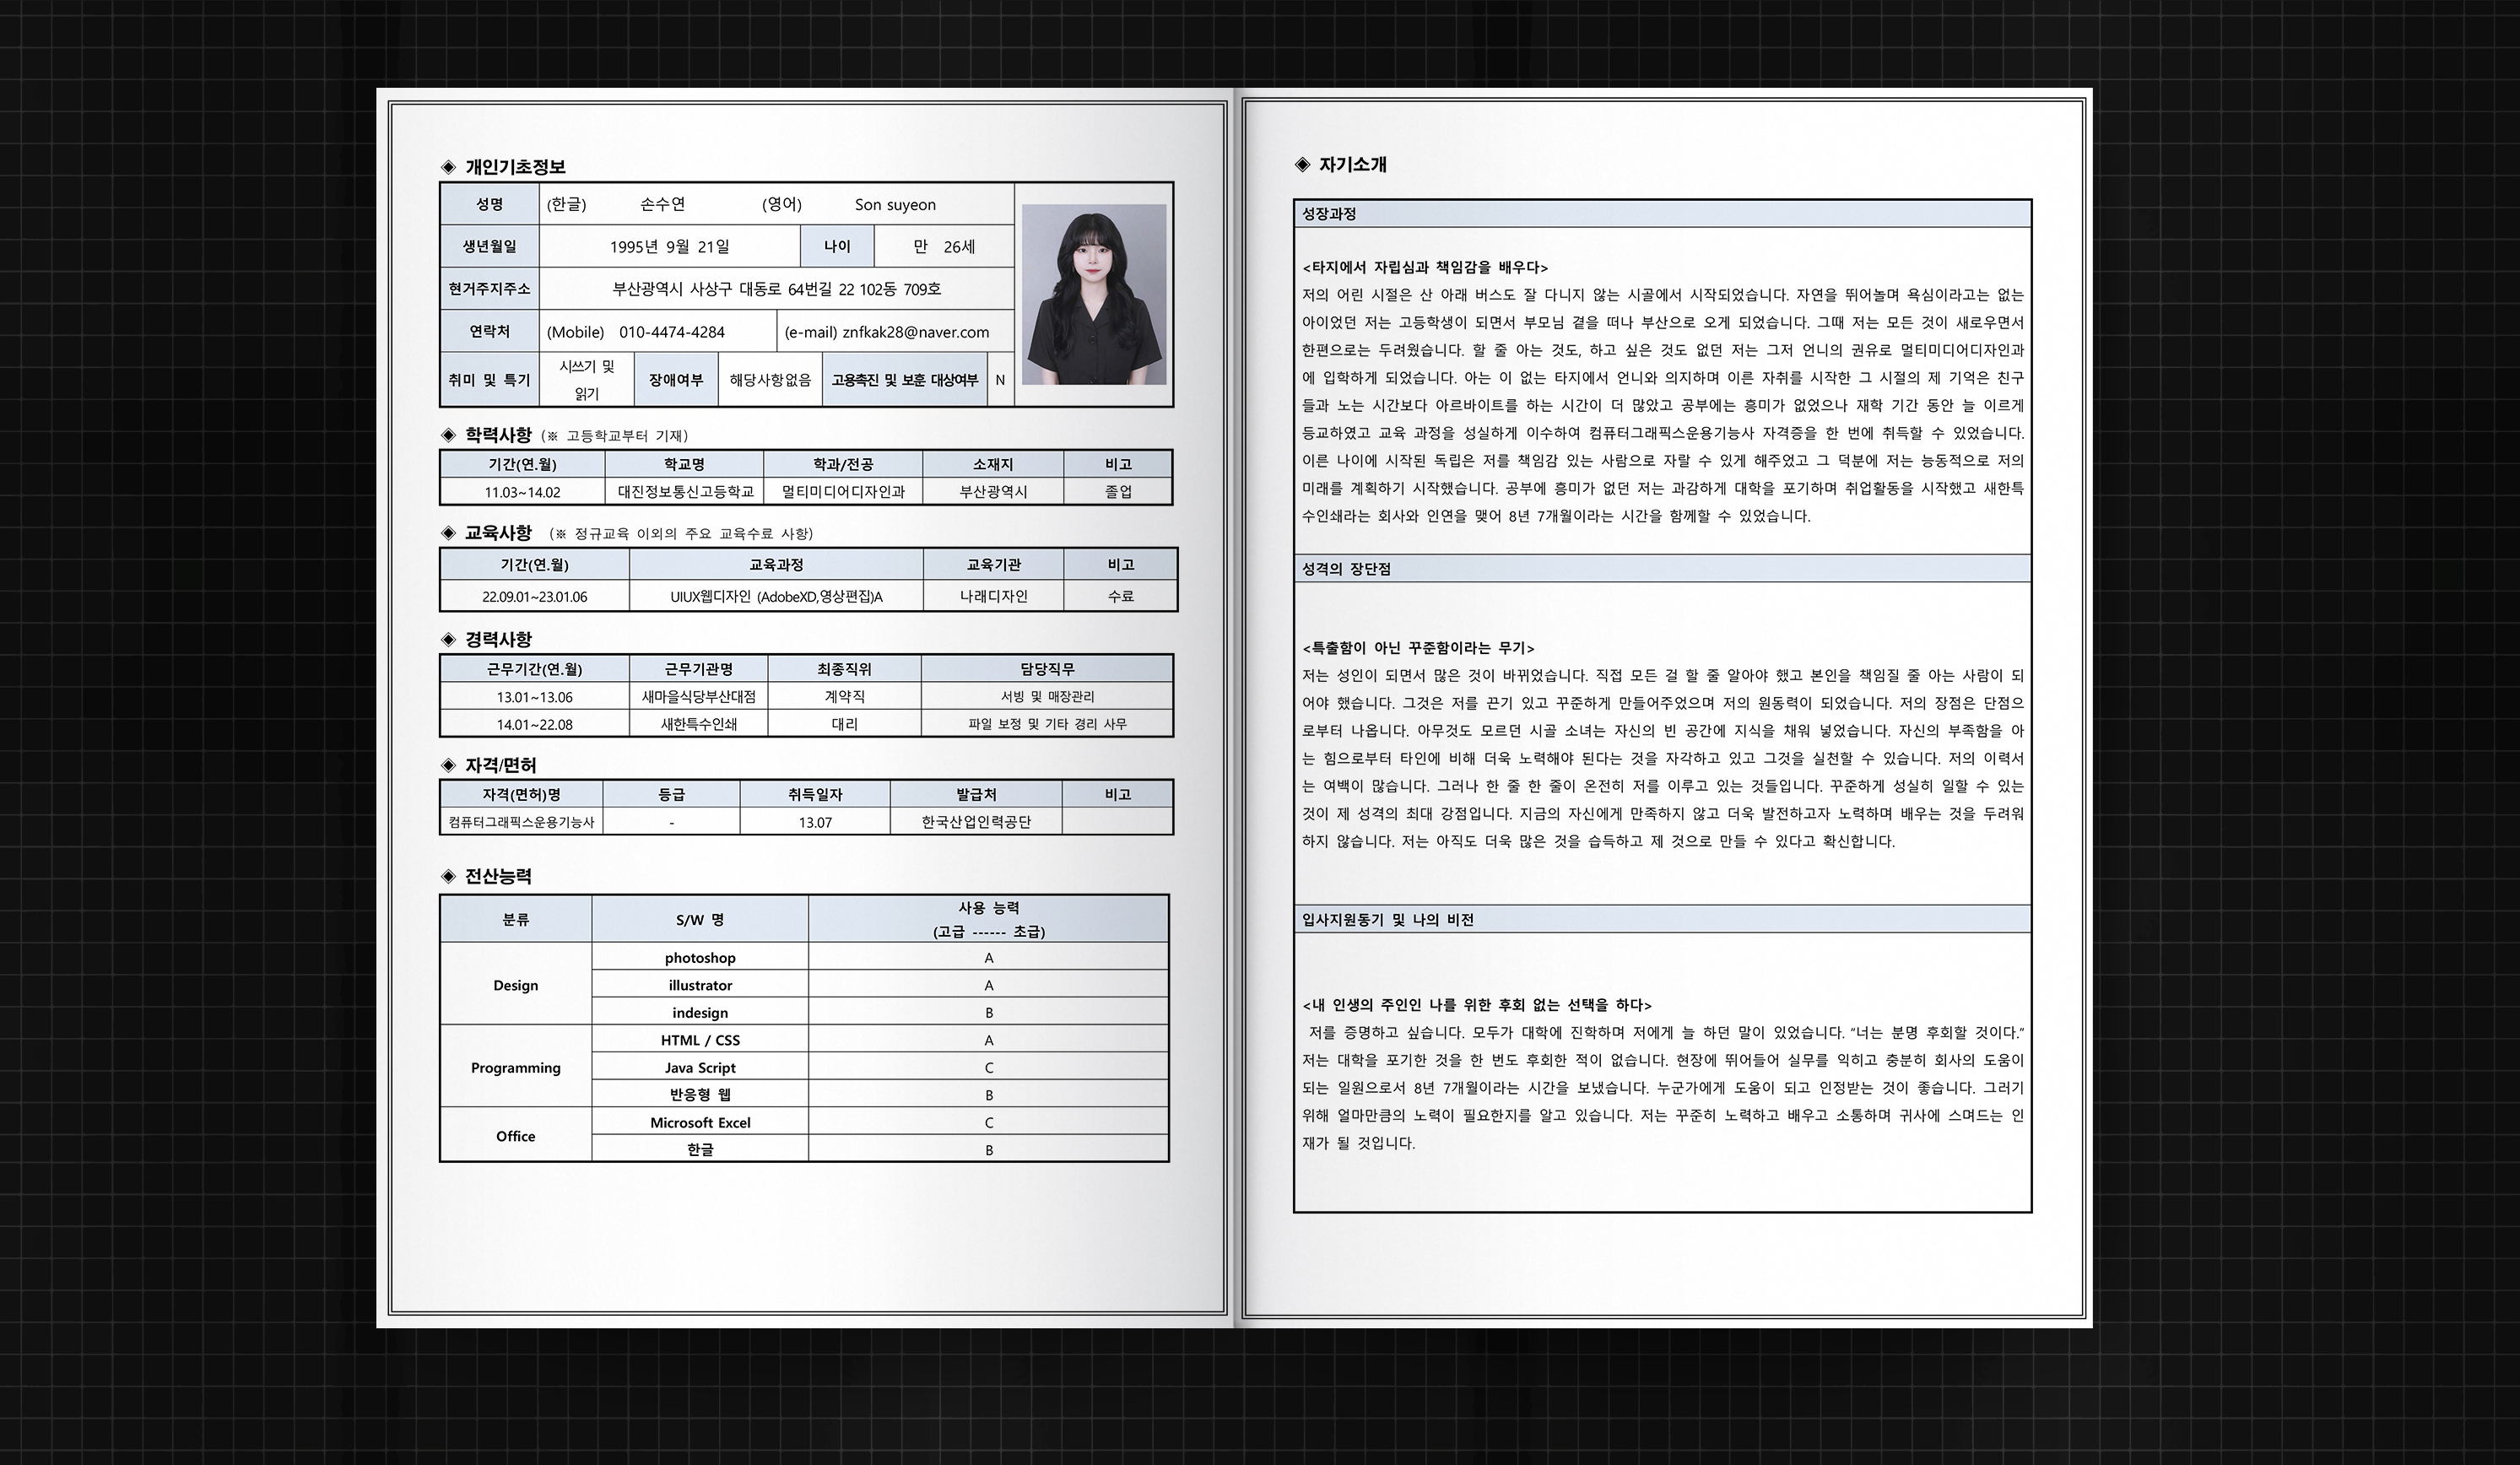 ◈ 개인기초정보
성명 (한글) 손수연 (영어) Son suyeon
생년월일 1995년 9월 21일 나이 만 26세
현거주지주소 부산광역시 사상구 대동로 64번길 22 102동 709호
연락처 (Mobile) 010-4474-4284 (e-mail) znfkak28@naver.com
취미 및 특기 시쓰기 및 읽기 장애여부 해당사항없음 고용촉진 및 보훈 대상여부 N
◈ 학력사항 (※ 고등학교부터 기재)
기간(연.월) 학교명 학과/전공 소재지 비고
11.03~14.02 대진정보통신고등학교 멀티미디어디자인과 부산광역시 졸업
◈ 교육사항 (※ 정규교육 이외의 주요 교육수료 사항)
기간(연.월) 교육과정 교육기관 비고
22.09.01~23.01.06 UIUX웹디자인 (AdobeXD,영상편집)A 나래디자인 수료
◈ 경력사항
근무기간(연.월) 근무기관명 최종직위 담당직무
13.01~13.06 새마을식당부산대점 계약직 서빙 및 매장관리
14.01~22.08 새한특수인쇄 대리 파일 보정 및 기타 경리 사무
◈ 자격/면허
자격(면허)명 등급 취득일자 발급처 비고
컴퓨터그래픽스운용기능사 - 13.07 한국산업인력공단
◈ 전산능력
분류 S/W 명 사용 능력
(고급 ------ 초급)
Design photoshop A
illustrator A
indesign B
Programming HTML / CSS A
Java Script C
반응형 웹 B
Office Microsoft Excel C
한글 B
◈ 자기소개
성장과정
<타지에서 자립심과 책임감을 배우다>
저의 어린 시절은 산 아래 버스도 잘 다니지 않는 시골에서 시작되었습니다. 자연을 뛰어놀며 욕심이라고는 없는
아이었던 저는 고등학생이 되면서 부모님 곁을 떠나 부산으로 오게 되었습니다. 그때 저는 모든 것이 새로우면서
한편으로는 두려웠습니다. 할 줄 아는 것도, 하고 싶은 것도 없던 저는 그저 언니의 권유로 멀티미디어디자인과
에 입학하게 되었습니다. 아는 이 없는 타지에서 언니와 의지하며 이른 자취를 시작한 그 시절의 제 기억은 친구
들과 노는 시간보다 아르바이트를 하는 시간이 더 많았고 공부에는 흥미가 없었으나 재학 기간 동안 늘 이르게
등교하였고 교육 과정을 성실하게 이수하여 컴퓨터그래픽스운용기능사 자격증을 한 번에 취득할 수 있었습니다.
이른 나이에 시작된 독립은 저를 책임감 있는 사람으로 자랄 수 있게 해주었고 그 덕분에 저는 능동적으로 저의
미래를 계획하기 시작했습니다. 공부에 흥미가 없던 저는 과감하게 대학을 포기하며 취업활동을 시작했고 새한특
수인쇄라는 회사와 인연을 맺어 8년 7개월이라는 시간을 함께할 수 있었습니다.
성격의 장단점
<특출함이 아닌 꾸준함이라는 무기>
저는 성인이 되면서 많은 것이 바뀌었습니다. 직접 모든 걸 할 줄 알아야 했고 본인을 책임질 줄 아는 사람이 되
어야 했습니다. 그것은 저를 끈기 있고 꾸준하게 만들어주었으며 저의 원동력이 되었습니다. 저의 장점은 단점으
로부터 나옵니다. 아무것도 모르던 시골 소녀는 자신의 빈 공간에 지식을 채워 넣었습니다. 자신의 부족함을 아
는 힘으로부터 타인에 비해 더욱 노력해야 된다는 것을 자각하고 있고 그것을 실천할 수 있습니다. 저의 이력서
는 여백이 많습니다. 그러나 한 줄 한 줄이 온전히 저를 이루고 있는 것들입니다. 꾸준하게 성실히 일할 수 있는
것이 제 성격의 최대 강점입니다. 지금의 자신에게 만족하지 않고 더욱 발전하고자 노력하며 배우는 것을 두려워
하지 않습니다. 저는 아직도 더욱 많은 것을 습득하고 제 것으로 만들 수 있다고 확신합니다.
입사지원동기 및 나의 비전
<내 인생의 주인인 나를 위한 후회 없는 선택을 하다>
저를 증명하고 싶습니다. 모두가 대학에 진학하며 저에게 늘 하던 말이 있었습니다. “너는 분명 후회할 것이다.”
저는 대학을 포기한 것을 한 번도 후회한 적이 없습니다. 현장에 뛰어들어 실무를 익히고 충분히 회사의 도움이
되는 일원으로서 8년 7개월이라는 시간을 보냈습니다. 누군가에게 도움이 되고 인정받는 것이 좋습니다. 그러기
위해 얼마만큼의 노력이 필요한지를 알고 있습니다. 저는 꾸준히 노력하고 배우고 소통하며 귀사에 스며드는 인
재가 될 것입니다.